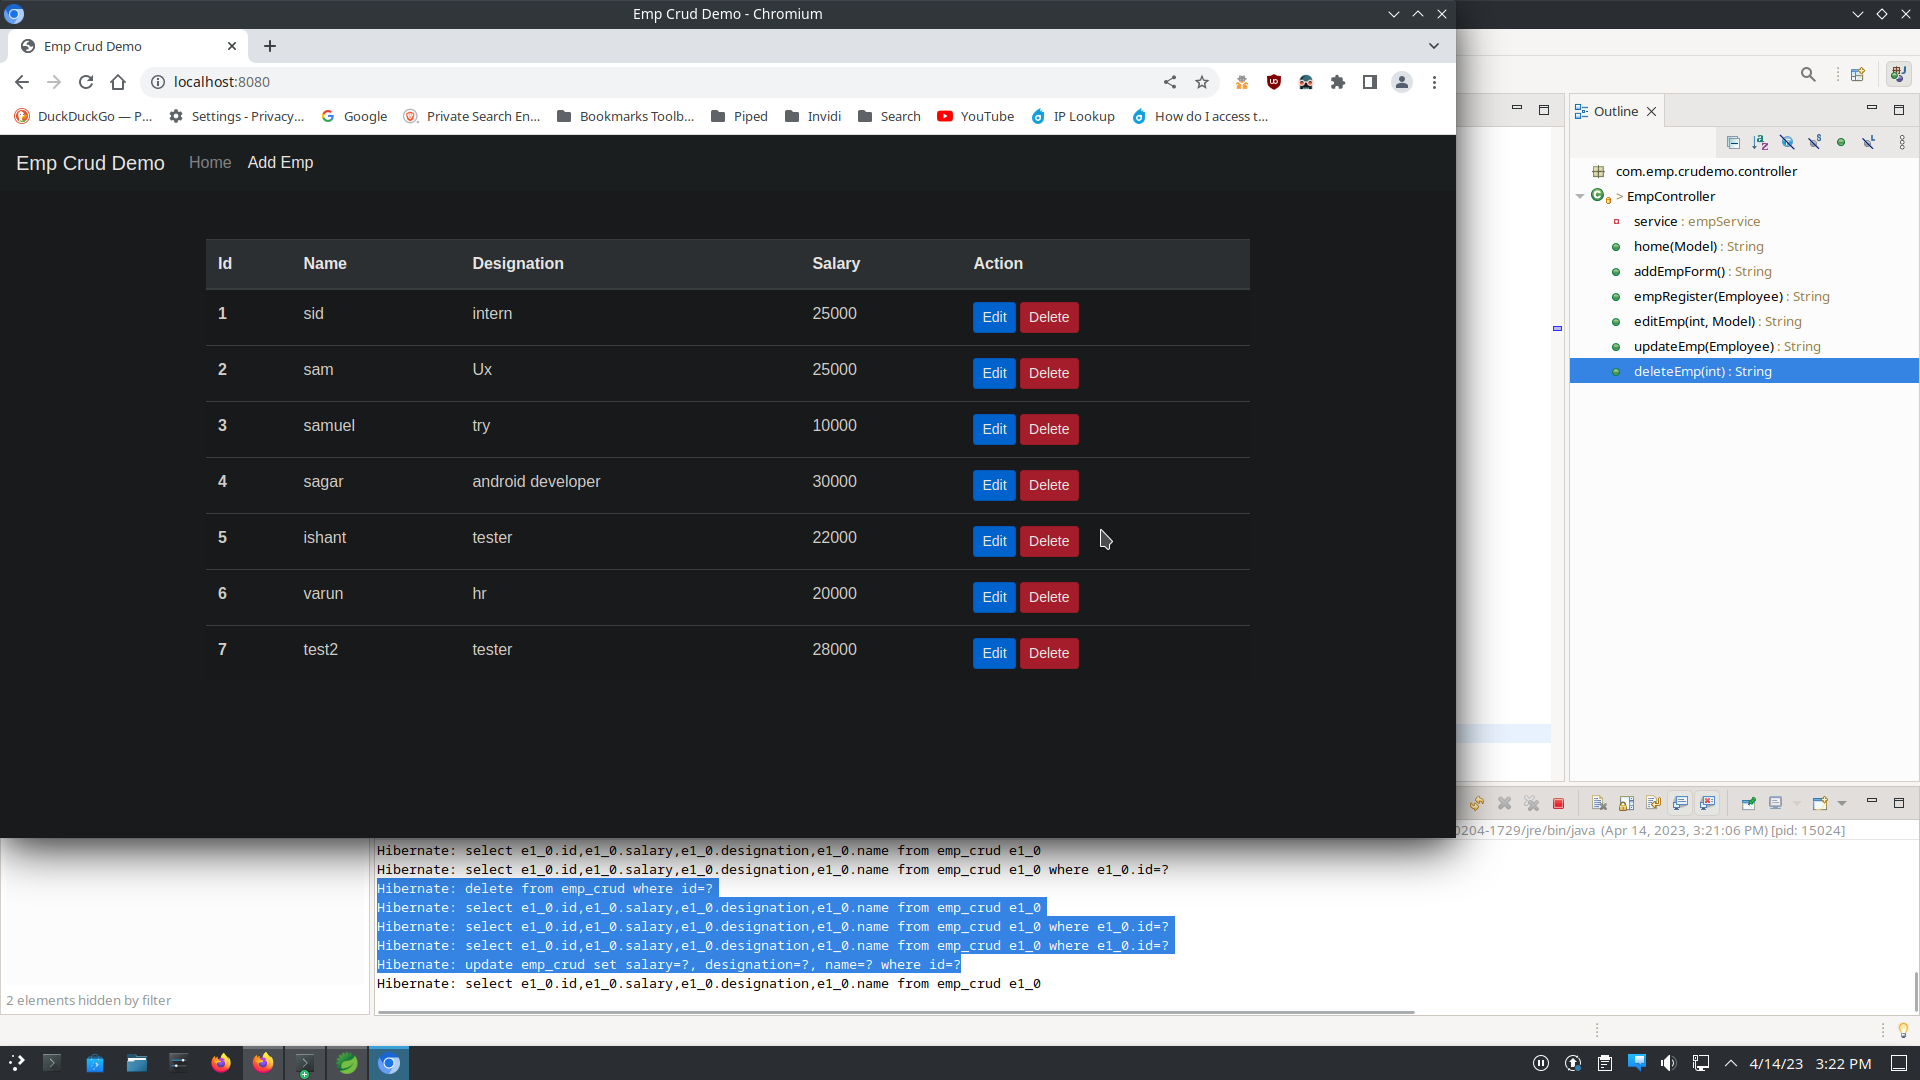 Emp Crud Demo - Chromium
Emp Crud Demo
localhost:8080
DuckDuckGo — P...
Settings - Privacy...
Google
Private Search En...
Bookmarks Toolb...
Piped
Invidi
Search
YouTube
IP Lookup
How do I access t...
Emp Crud Demo Home Add Emp
Id Name Designation Salary Action
1 sid intern 25000 Edit Delete
2 sam Ux 25000 Edit Delete
3 samuel try 10000 Edit Delete
4 sagar android developer 30000 Edit Delete
5 ishant tester 22000 Edit Delete
6 varun hr 20000 Edit Delete
7 test2 tester 28000 Edit Delete
Outline
com.emp.crudemo.controller
> EmpController
service : empService
home(Model) : String
addEmpForm() : String
empRegister(Employee) : String
editEmp(int, Model) : String
updateEmp(Employee) : String
deleteEmp(int) : String
0204-1729/jre/bin/java (Apr 14, 2023, 3:21:06 PM) [pid: 15024]
Hibernate: select e1_0.id,e1_0.salary,e1_0.designation,e1_0.name from emp_crud e1_0
Hibernate: select e1_0.id,e1_0.salary,e1_0.designation,e1_0.name from emp_crud e1_0 where e1_0.id=?
Hibernate: delete from emp_crud where id=?
Hibernate: select e1_0.id,e1_0.salary,e1_0.designation,e1_0.name from emp_crud e1_0
Hibernate: select e1_0.id,e1_0.salary,e1_0.designation,e1_0.name from emp_crud e1_0 where e1_0.id=?
Hibernate: select e1_0.id,e1_0.salary,e1_0.designation,e1_0.name from emp_crud e1_0 where e1_0.id=?
Hibernate: update emp_crud set salary=?, designation=?, name=? where id=?
Hibernate: select e1_0.id,e1_0.salary,e1_0.designation,e1_0.name from emp_crud e1_0
2 elements hidden by filter
4/14/23 3:22 PM